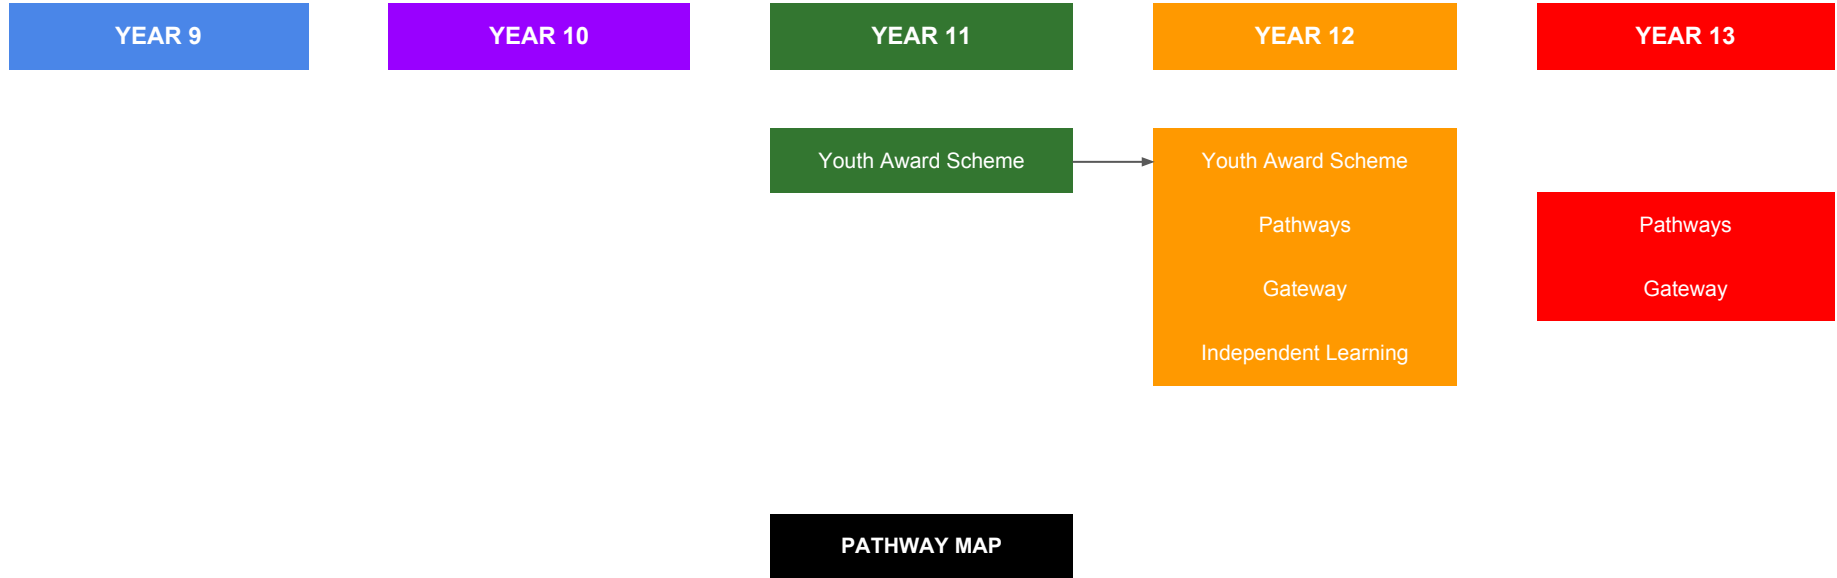 YEAR 9
YEAR 10
YEAR 11
YEAR 12
YEAR 13
Youth Award Scheme
Youth Award Scheme
Pathways
Pathways
Gateway
Gateway
Independent Learning
PATHWAY MAP